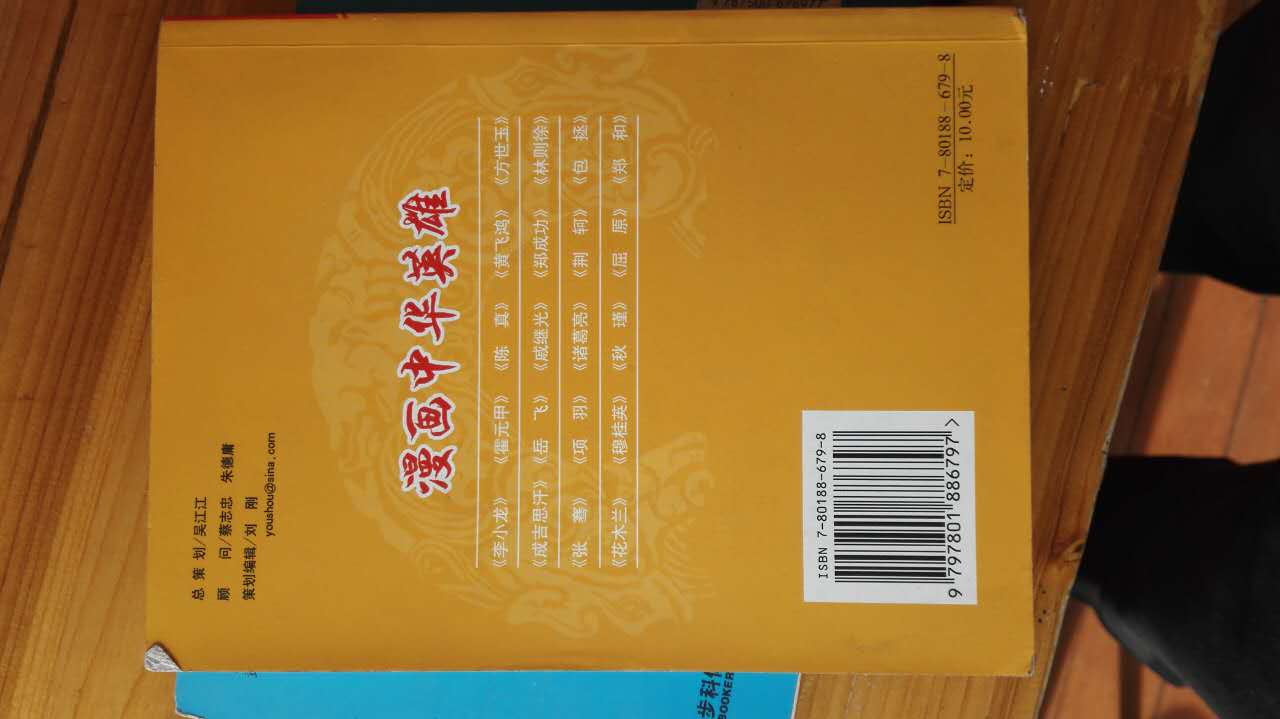 总 策 划/吴江江
顾 问/蔡志忠 朱德庸
策划编辑/刘 刚
youshou@sina.com
漫画中华英雄
《李小龙》 《霍元甲》 《陈 真》 《黄飞鸿》 《方世玉》
《成吉思汗》 《岳 飞》 《戚继光》 《郑成功》 《林则徐》
《张 骞》 《项 羽》 《诸葛亮》 《荆 轲》 《包 拯》
《花木兰》 《穆桂英》 《秋 瑾》 《屈 原》 《郑 和》
ISBN 7-80188-679-8
9 797801 886797 >
ISBN 7-80188-679-8
定价：10.00元
步科
BOOKER